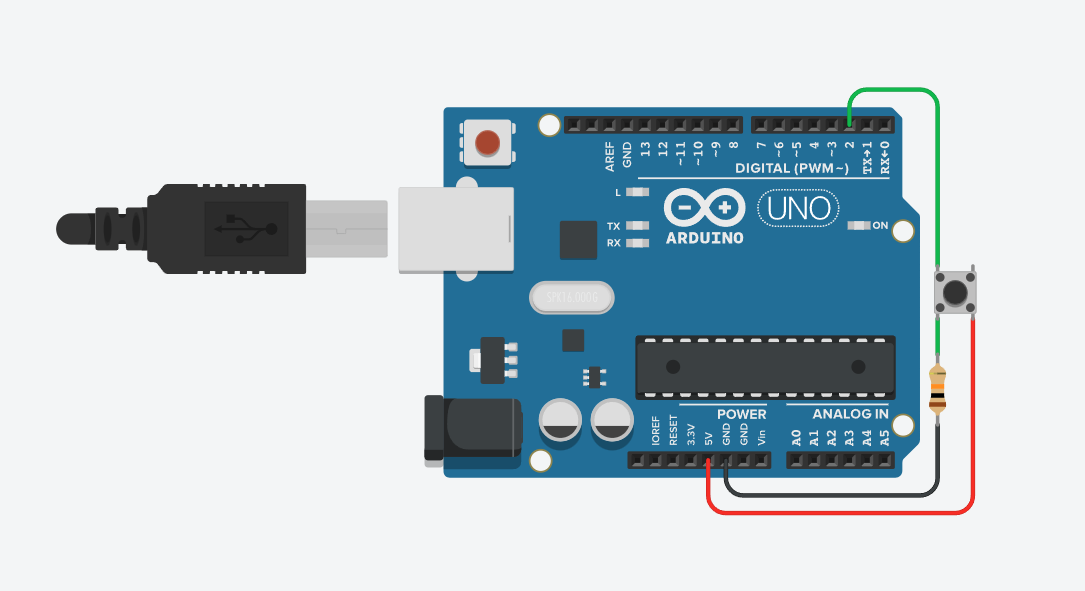 AREF
GND
13
12
~11
~10
~9
8
7
~6
~5
4
~3
2
TX→1
RX←0
DIGITAL (PWM~)
L
TX
RX
ARDUINO
UNO
ON
SPK16.000G
POWER
ANALOG IN
IOREF
RESET
3.3V
5V
GND
GND
Vin
A0
A1
A2
A3
A4
A5